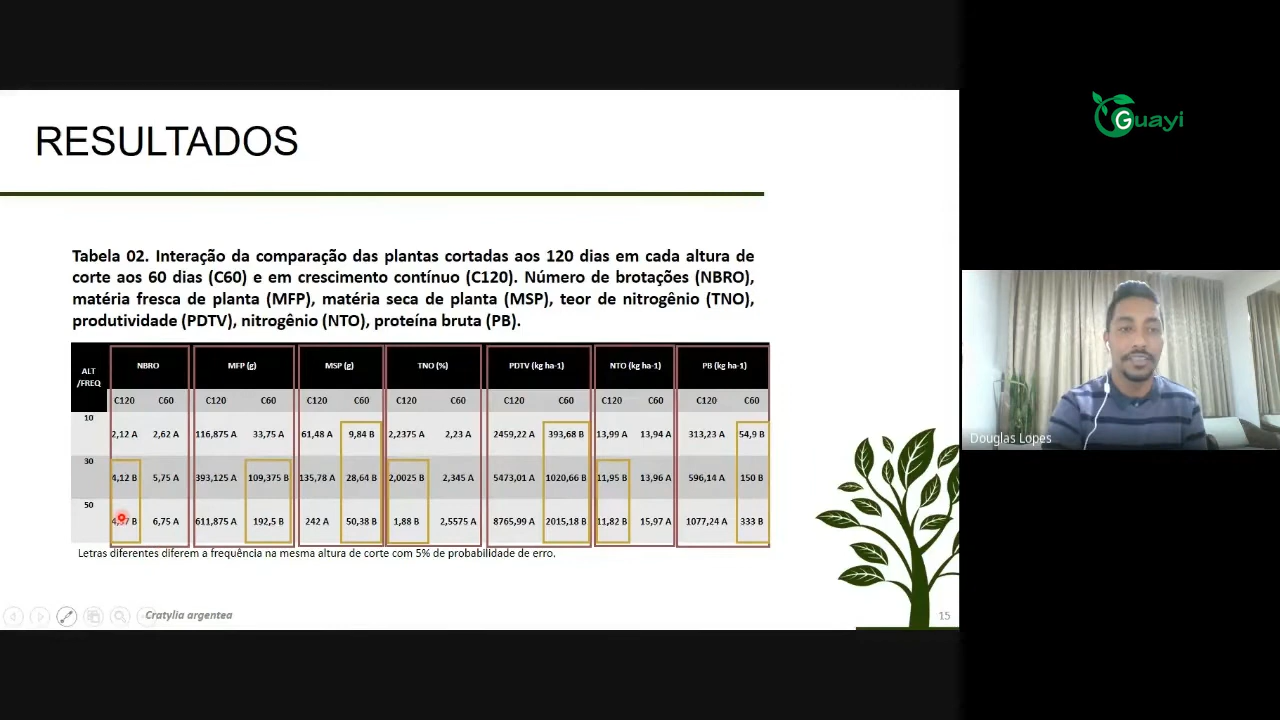 RESULTADOS
Tabela 02. Interação da comparação das plantas cortadas aos 120 dias em cada altura de
corte aos 60 dias (C60) e em crescimento contínuo (C120). Número de brotações (NBRO),
matéria fresca de planta (MFP), matéria seca de planta (MSP), teor de nitrogênio (TNO),
produtividade (PDTV), nitrogênio (NTO), proteína bruta (PB).
ALT /FREQ NBRO MFP (g) MSP (g) TNO (%) PDTV (kg ha-1) NTO (kg ha-1) PB (kg ha-1)
C120 C60 C120 C60 C120 C60 C120 C60 C120 C60 C120 C60 C120 C60
10 2,12 A 2,62 A 116,875 A 33,75 A 61,48 A 9,84 B 2,2375 A 2,23 A 2459,22 A 393,68 B 13,99 A 13,94 A 313,23 A 54,9 B
30 4,12 B 5,75 A 393,125 A 109,375 B 135,78 A 28,64 B 2,0025 B 2,345 A 5473,01 A 1020,66 B 11,95 B 13,96 A 596,14 A 150 B
50 B 6,75 A 611,875 A 192,5 B 242 A 50,38 B 1,88 B 2,5575 A 8765,99 A 2015,18 B 11,82 B 15,97 A 1077,24 A 333 B
Letras diferentes diferem a frequência na mesma altura de corte com 5% de probabilidade de erro.
Cratylia argentea
15
Guayi
Douglas Lopes